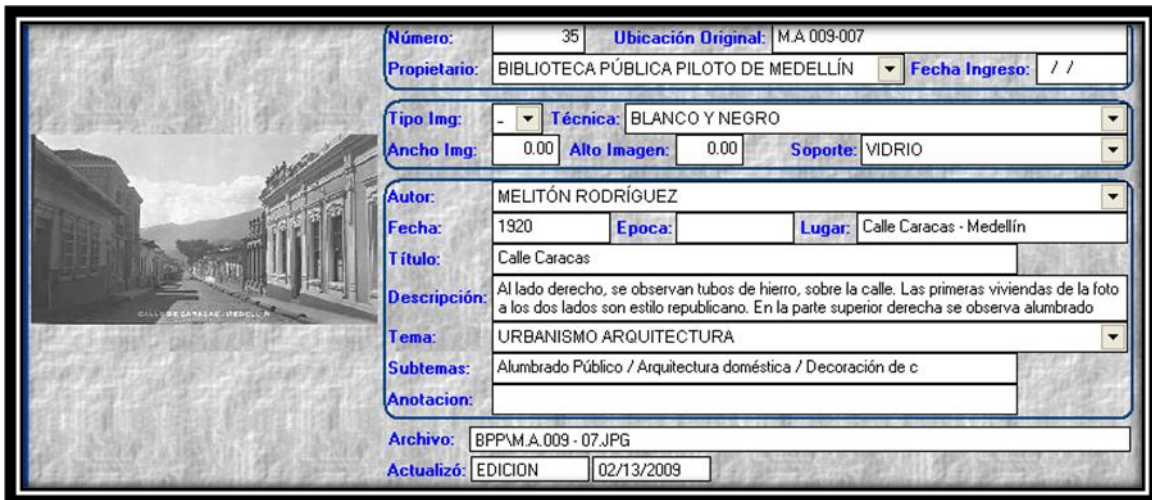 Número: 35 Ubicación Original: M.A 009-007
Propietario: BIBLIOTECA PÚBLICA PILOTO DE MEDELLÍN Fecha Ingreso: / /
Tipo Img: - Técnica: BLANCO Y NEGRO
Ancho Img: 0.00 Alto Imagen: 0.00 Soporte: VIDRIO
Autor: MELITÓN RODRÍGUEZ
Fecha: 1920 Epoca: Lugar: Calle Caracas - Medellín
Título: Calle Caracas
Descripción: Al lado derecho, se observan tubos de hierro, sobre la calle. Las primeras viviendas de la foto
a los dos lados son estilo republicano. En la parte superior derecha se observa alumbrado
Tema: URBANISMO ARQUITECTURA
Subtemas: Alumbrado Público / Arquitectura doméstica / Decoración de c
Anotacion:
Archivo: BPP\M.A.009 - 07.JPG
Actualizó: EDICION 02/13/2009
CALLE DE CARACAS - MEDELLIN